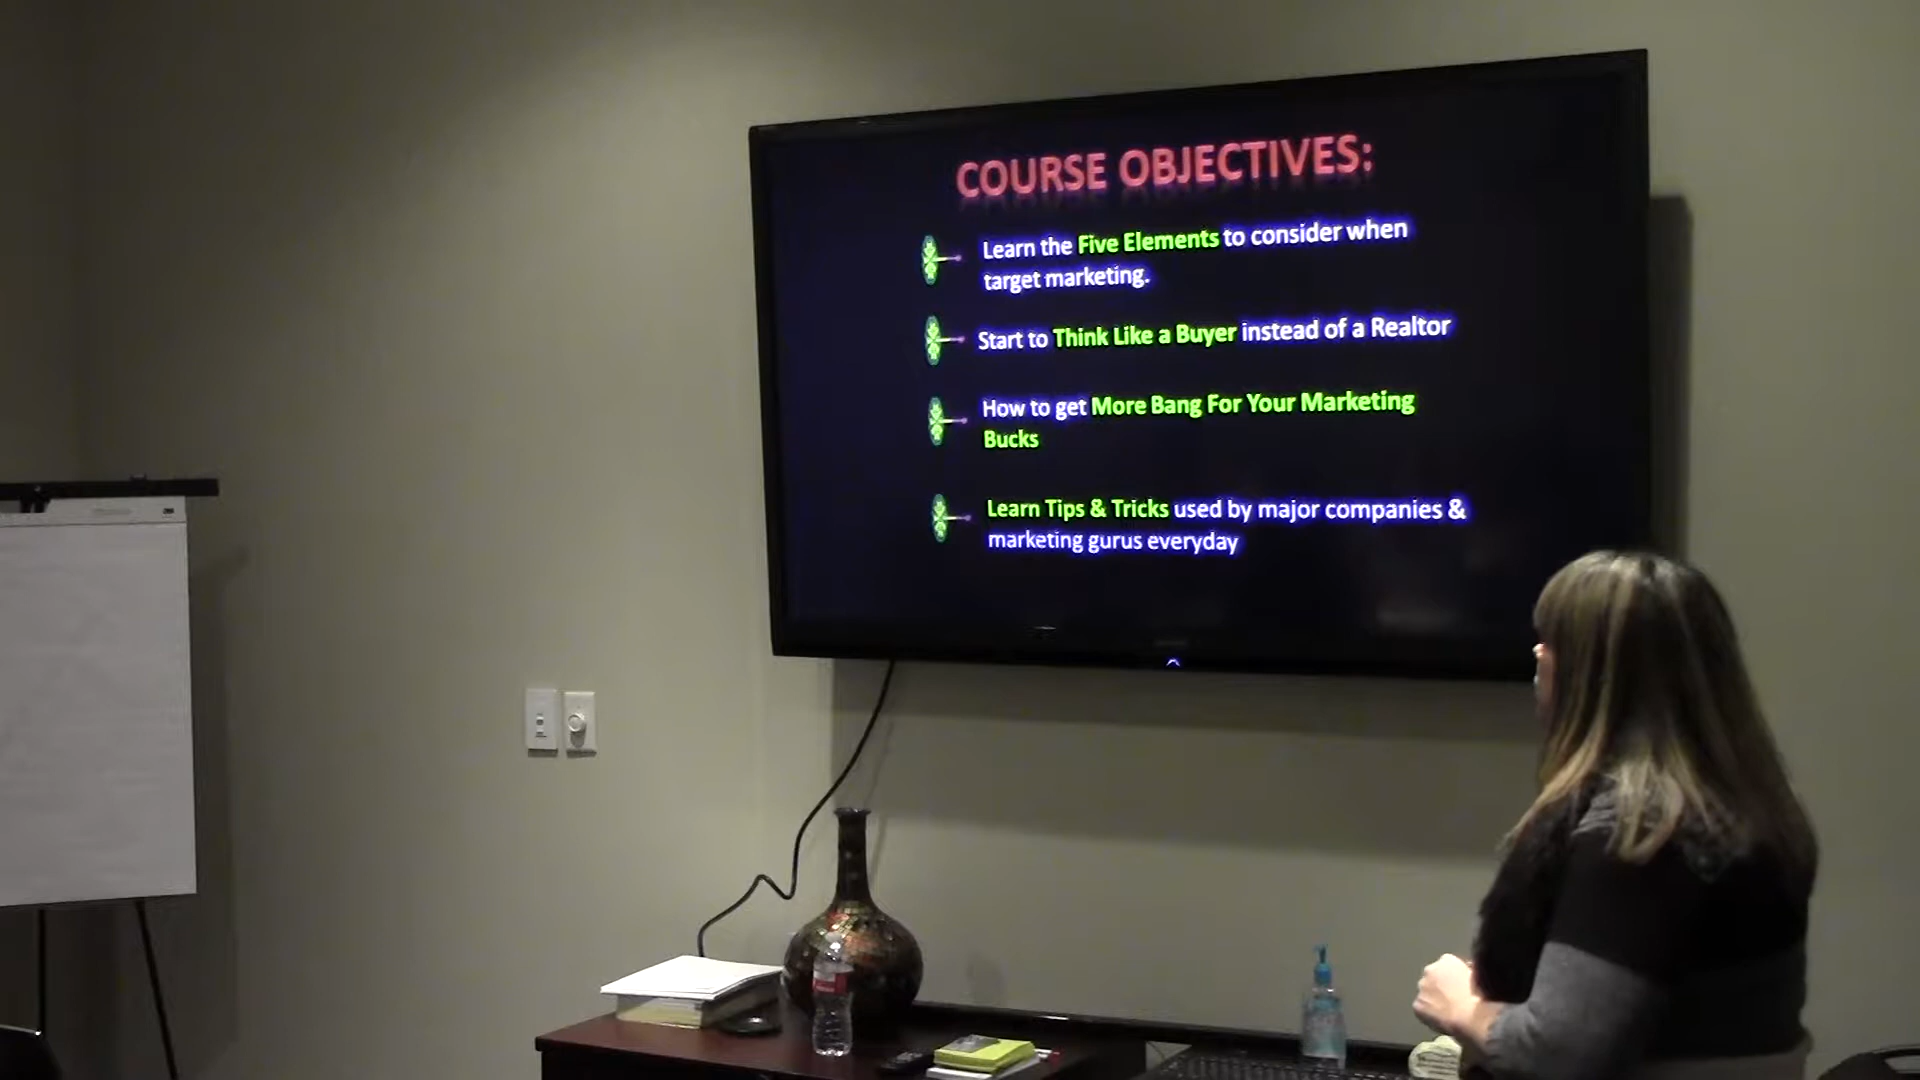 COURSE OBJECTIVES:
Learn the Five Elements to consider when
target marketing.
Start to Think Like a Buyer instead of a Realtor
How to get More Bang For Your Marketing
Bucks
Learn Tips & Tricks used by major companies &
marketing gurus everyday